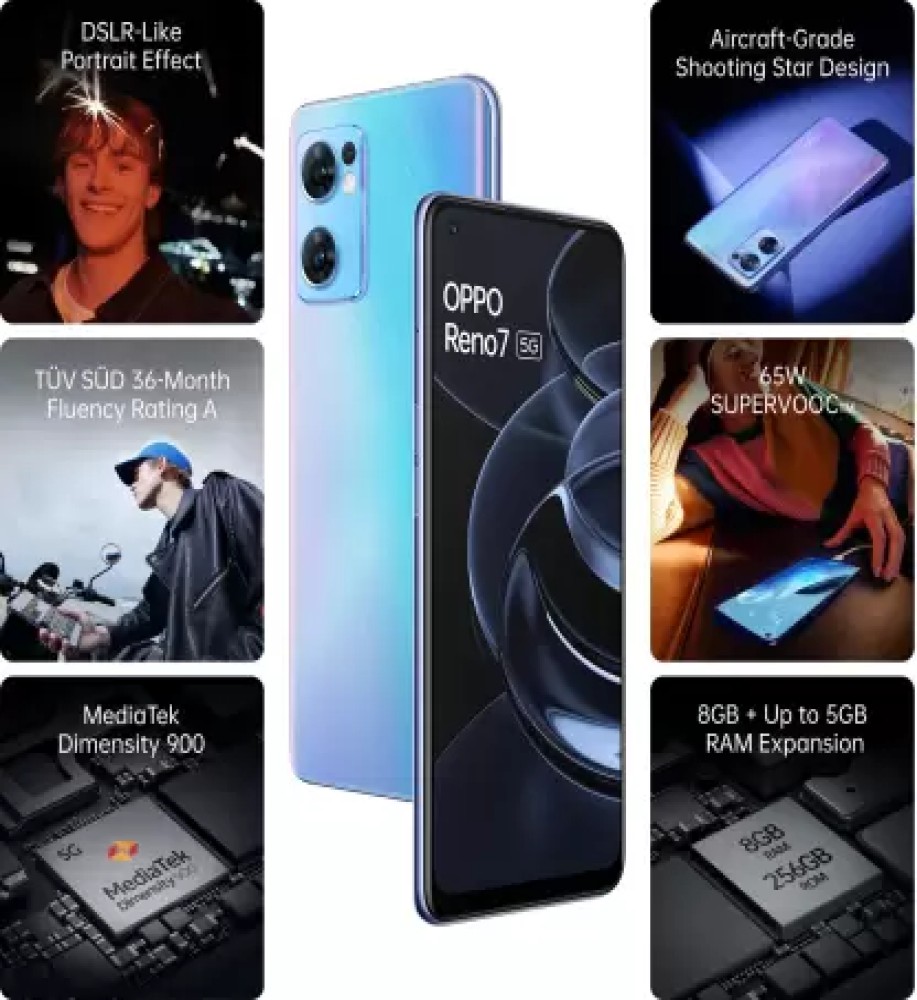 DSLR-Like
Portrait Effect
Aircraft-Grade
Shooting Star Design
OPPO
Reno7 5G
TÜV SÜD 36-Month
Fluency Rating A
65W
SUPERVOOC™
MediaTek
Dimensity 900
5G
MediaTek
Dimensity 900
8GB + Up to 5GB
RAM Expansion
8GB
RAM
256GB
ROM